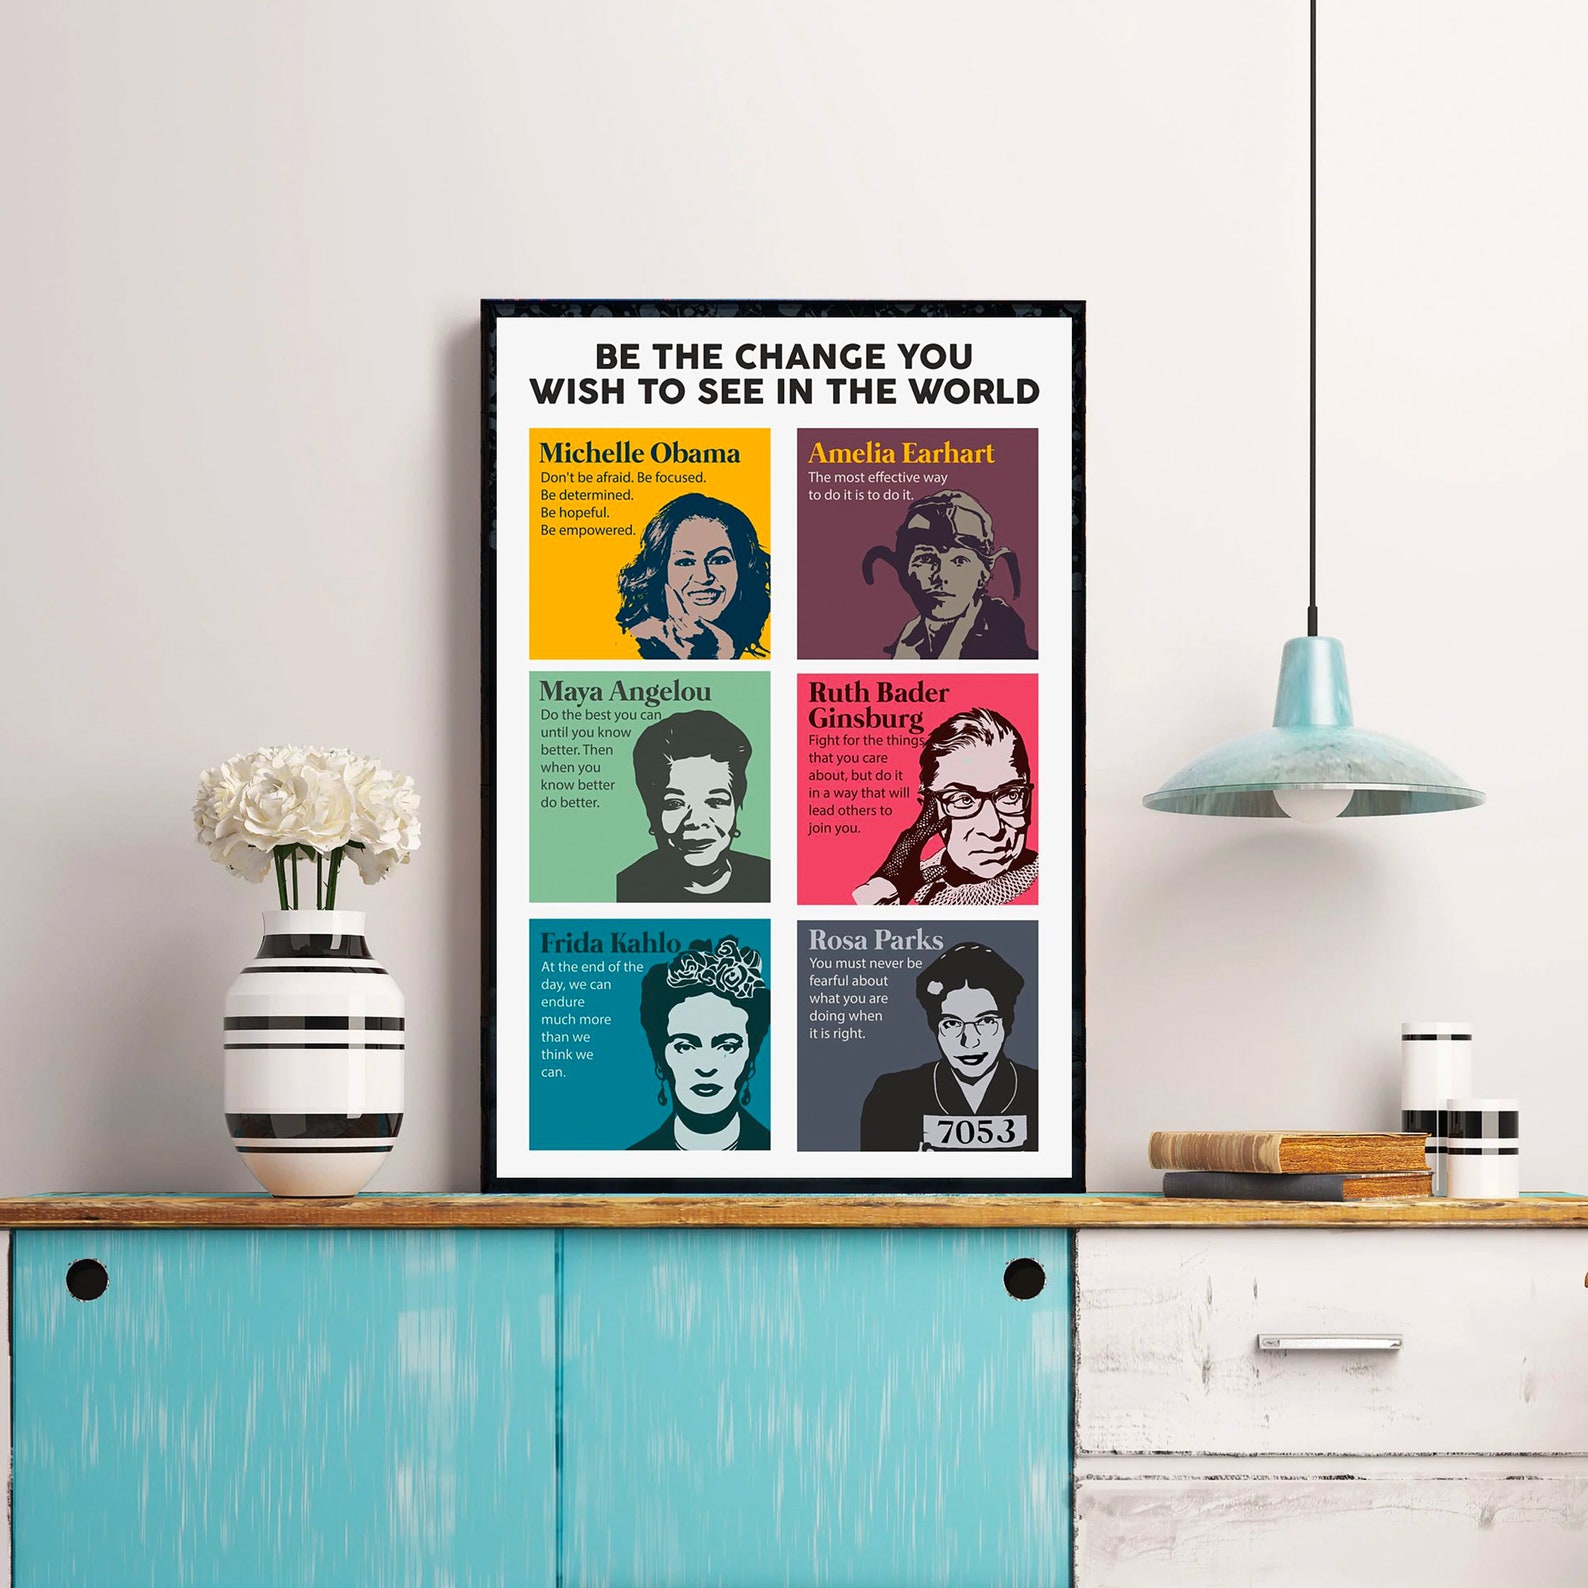 BE THE CHANGE YOU
WISH TO SEE IN THE WORLD
Michelle Obama
Don't be afraid. Be focused.
Be determined.
Be hopeful.
Be empowered.
Amelia Earhart
The most effective way
to do it is to do it.
Maya Angelou
Do the best you can
until you know
better. Then
when you
know better
do better.
Ruth Bader
Ginsburg
Fight for the things
that you care
about, but do it
in a way that will
lead others to
join you.
Frida Kahlo
At the end of the
day, we can
endure
much more
than we
think we
can.
Rosa Parks
You must never be
fearful about
what you are
doing when
it is right.
7053